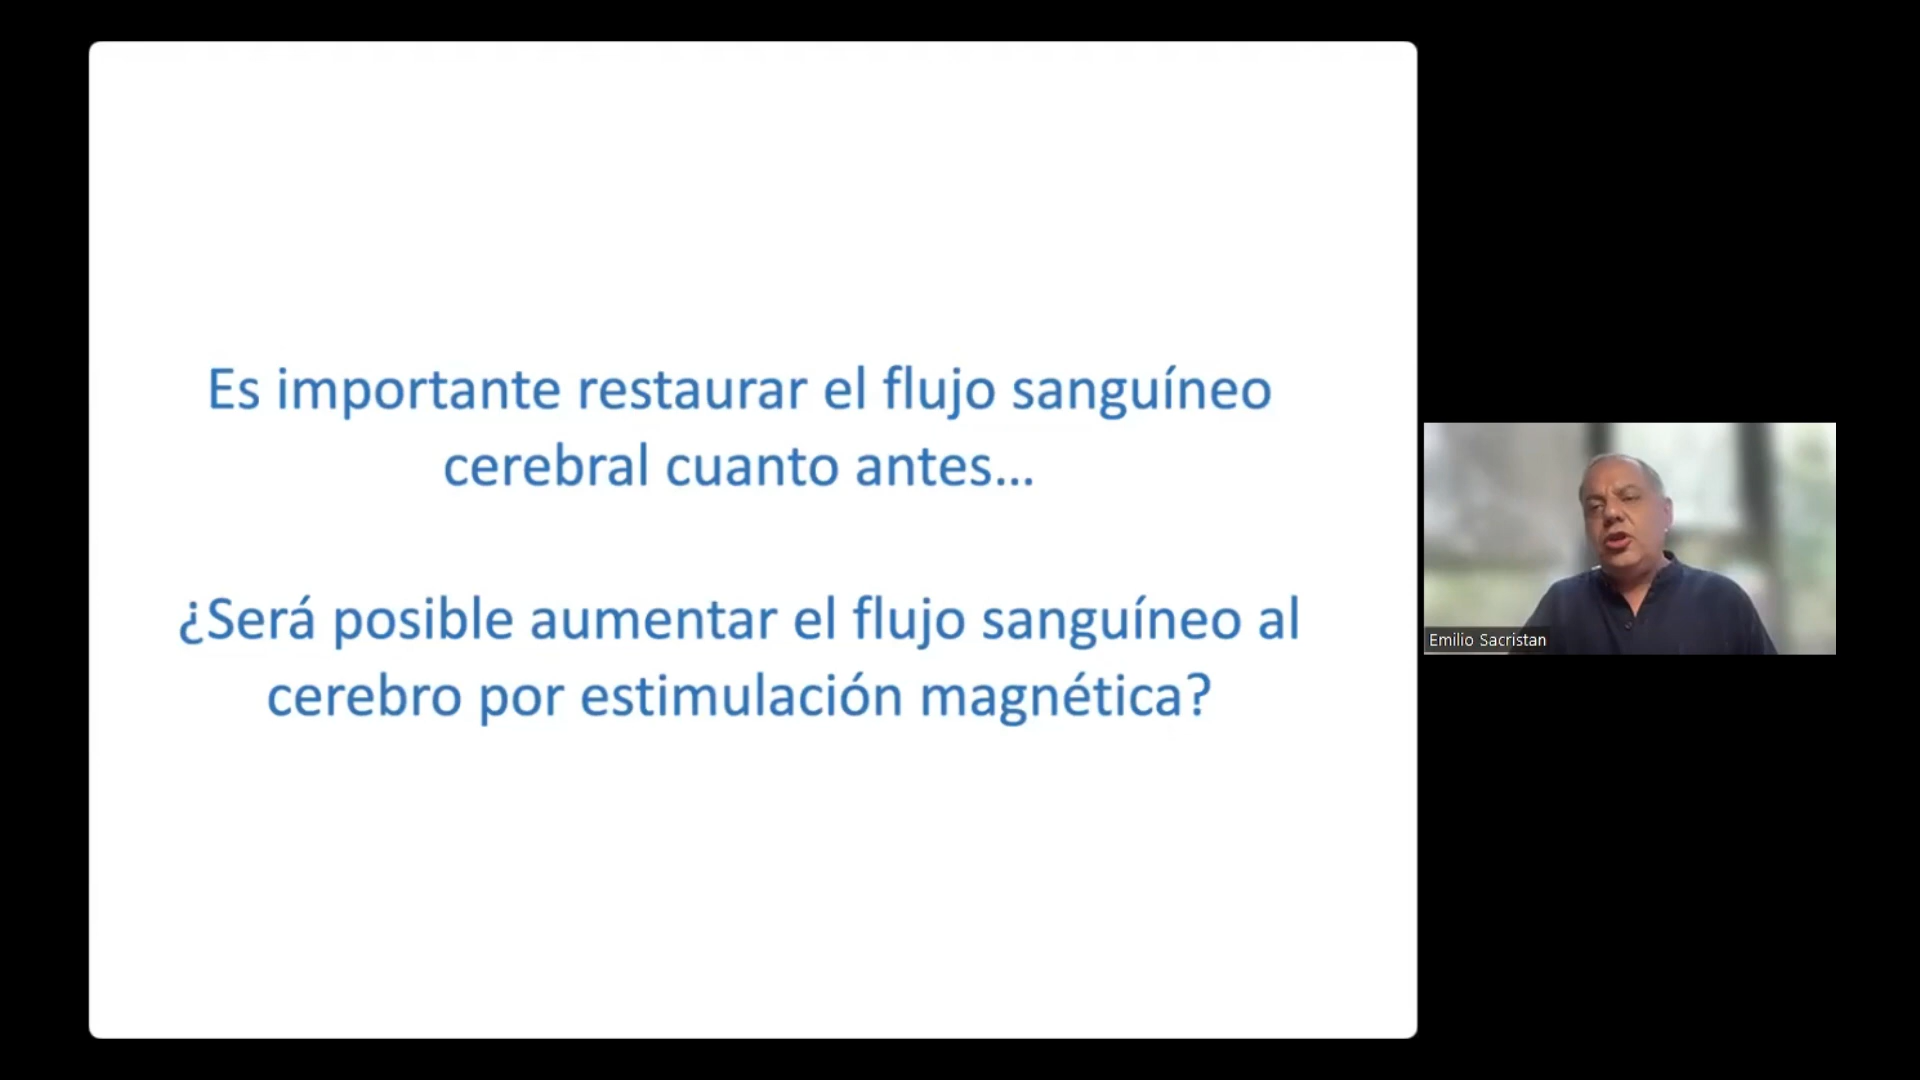 Es importante restaurar el flujo sanguíneo
cerebral cuanto antes...
¿Será posible aumentar el flujo sanguíneo al
cerebro por estimulación magnética?
Emilio Sacristan